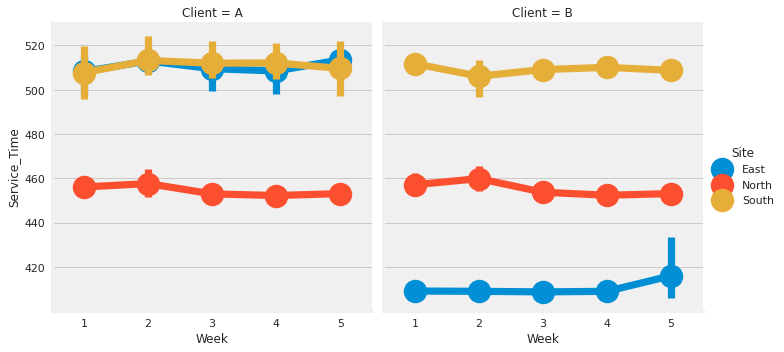 Client = A
Client = B
Service_Time
520
500
480
460
440
420
1 2 3 4 5
1 2 3 4 5
Week
Week
Site
East
North
South